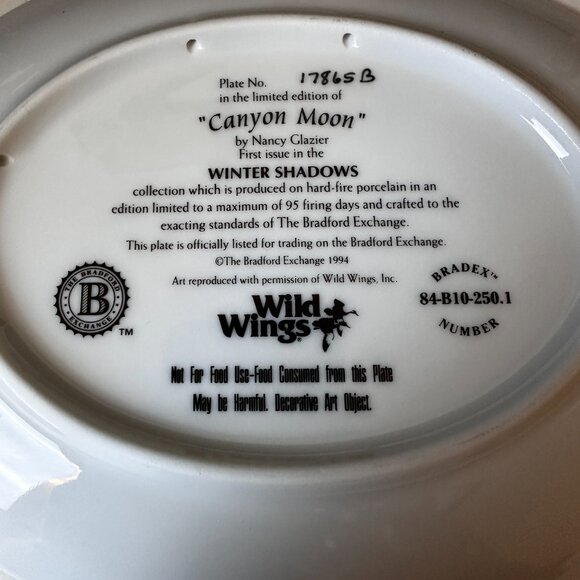 Plate No. 17865B
in the limited edition of
"Canyon Moon"
by Nancy Glazier
First issue in the
WINTER SHADOWS
collection which is produced on hard-fire porcelain in an
edition limited to a maximum of 95 firing days and crafted to the
exacting standards of The Bradford Exchange.
This plate is officially listed for trading on the Bradford Exchange.
©The Bradford Exchange 1994
Art reproduced with permission of Wild Wings, Inc.
THE BRADFORD
B
EXCHANGE
™
Wild
Wings®
BRADEX™
84-B10-250.1
NUMBER
Not For Food Use-Food Consumed from this Plate
May be Harmful. Decorative Art Object.